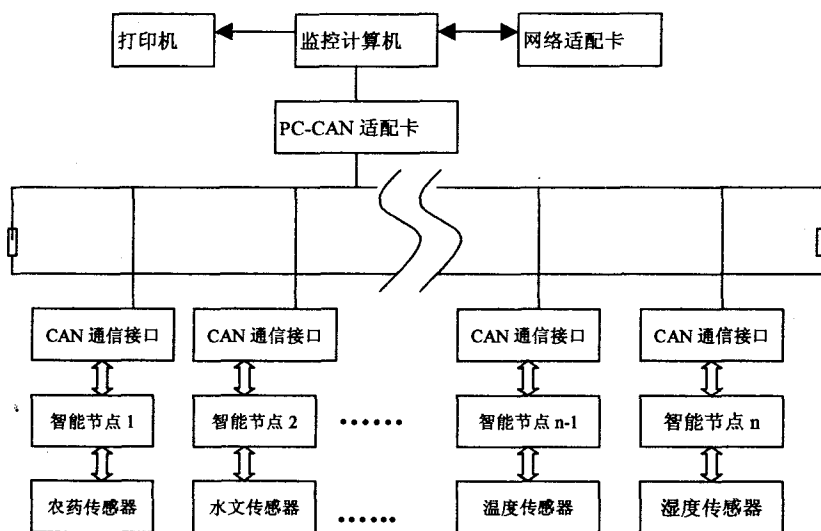 打印机
监控计算机
网络适配卡
PC-CAN 适配卡
CAN 通信接口
CAN 通信接口
CAN 通信接口
CAN 通信接口
智能节点 1
智能节点 2
······
智能节点 n-1
智能节点 n
农药传感器
水文传感器
······
温度传感器
湿度传感器